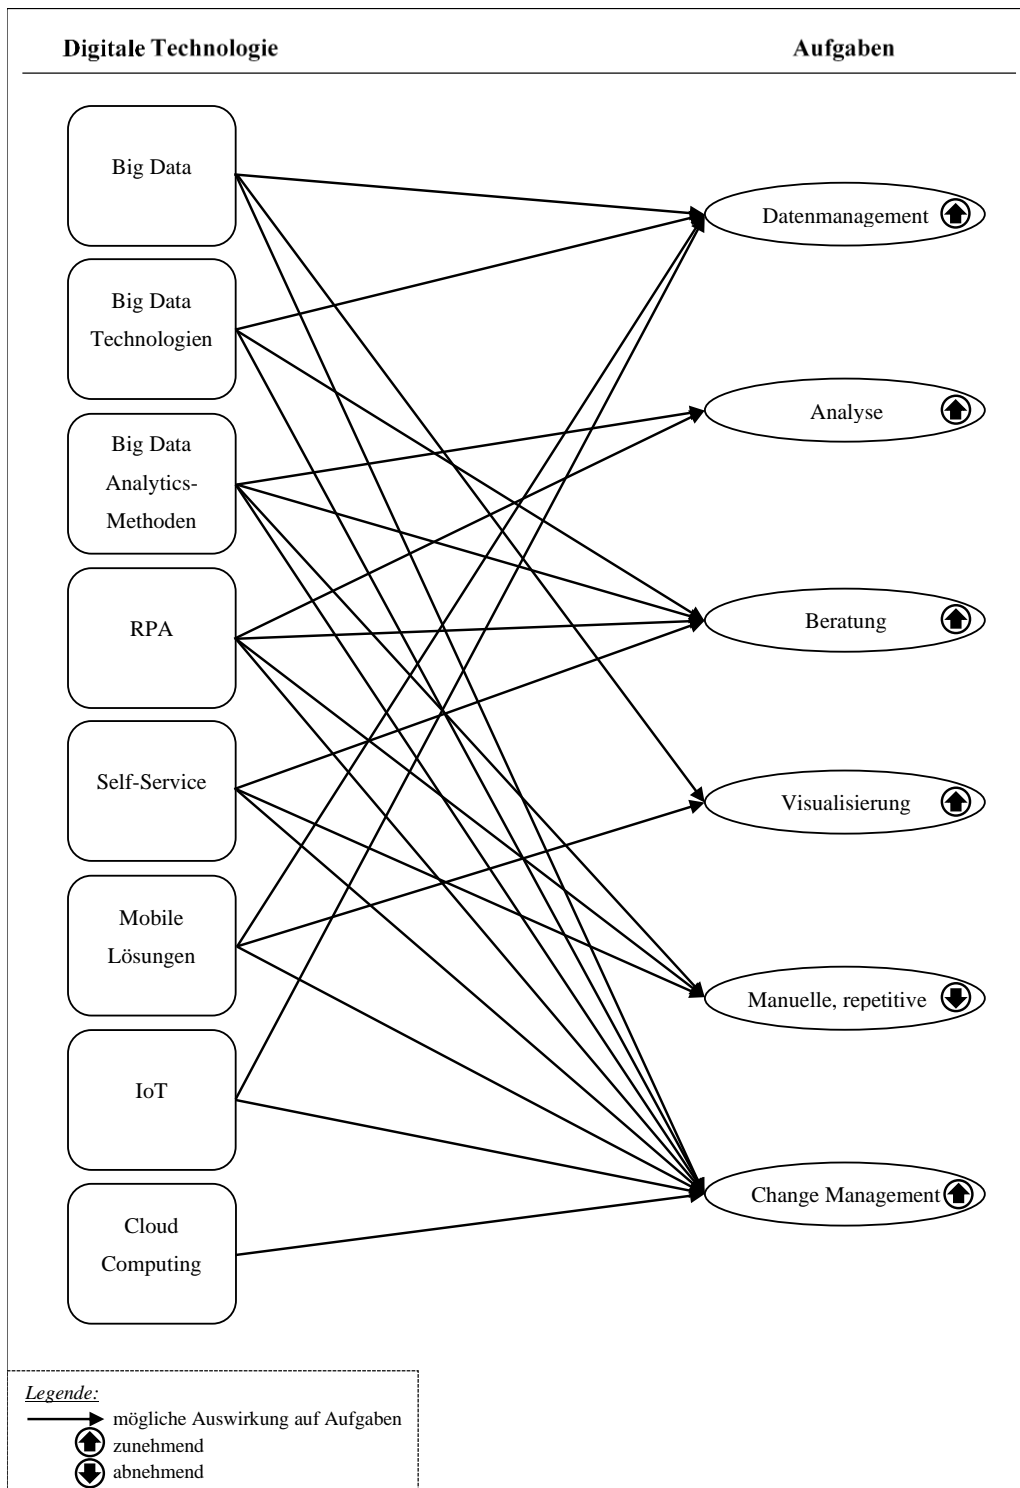 Digitale Technologie
Aufgaben
Big Data
Datenmanagement
Big Data
Technologien
Analyse
Big Data
Analytics-
Methoden
RPA
Beratung
Self-Service
Visualisierung
Mobile
Lösungen
Manuelle, repetitive
IoT
Change Management
Cloud
Computing
Legende:
mögliche Auswirkung auf Aufgaben
zunehmend
abnehmend